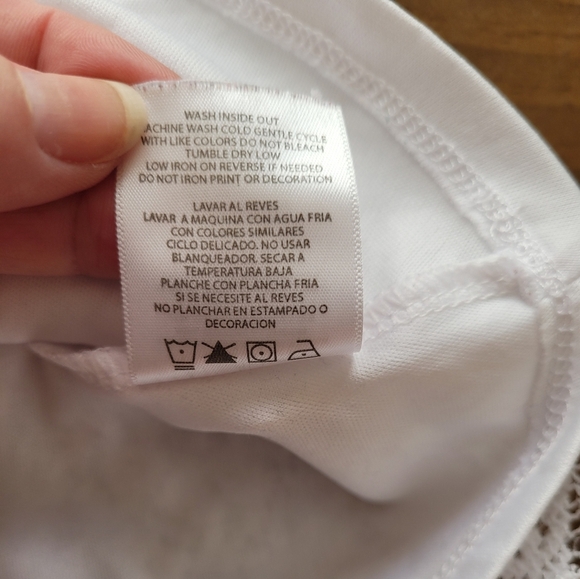 WASH INSIDE OUT
ACHINE WASH COLD GENTLE CYCLE
WITH LIKE COLORS DO NOT BLEACH
TUMBLE DRY LOW
LOW IRON ON REVERSE IF NEEDED
DO NOT IRON PRINT OR DECORATION
LAVAR AL REVES
LAVAR A MAQUINA CON AGUA FRIA
CON COLORES SIMILARES
CICLO DELICADO. NO USAR
BLANQUEADOR. SECAR A
TEMPERATURA BAJA
PLANCHE CON PLANCHA FRIA
SI SE NECESITE AL REVES
NO PLANCHAR EN ESTAMPADO O
DECORACION